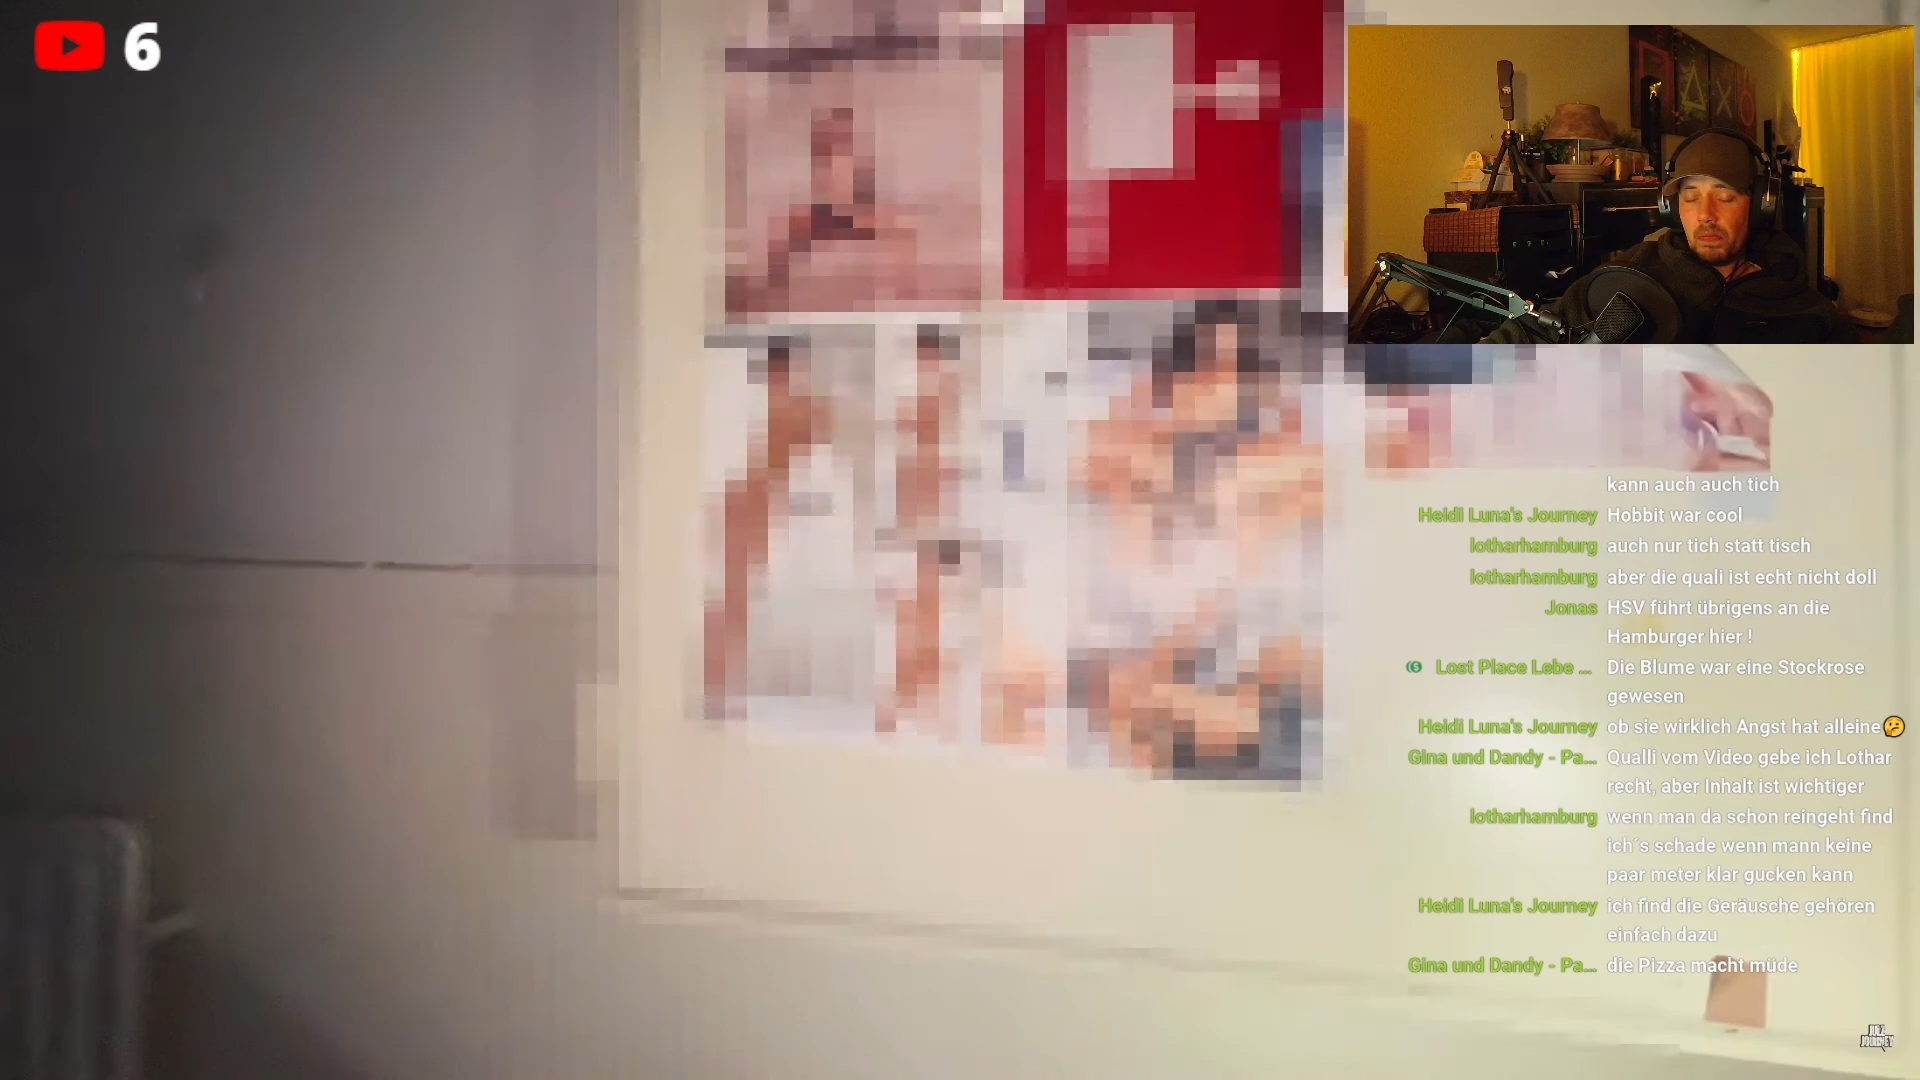 6
kann auch auch tich
Heidi Luna's Journey Hobbit war cool
lotharhamburg auch nur tich statt tisch
lotharhamburg aber die quali ist echt nicht doll
Jonas HSV führt übrigens an die
Hamburger hier !
Lost Place Lebe ... Die Blume war eine Stockrose
gewesen
Heidi Luna's Journey ob sie wirklich Angst hat alleine🤔
Gina und Dandy - Pa... Qualli vom Video gebe ich Lothar
recht, aber Inhalt ist wichtiger
lotharhamburg wenn man da schon reingeht find
ich´s schade wenn mann keine
paar meter klar gucken kann
Heidi Luna's Journey ich find die Geräusche gehören
einfach dazu
Gina und Dandy - Pa... die Pizza macht müde
JOURNEY